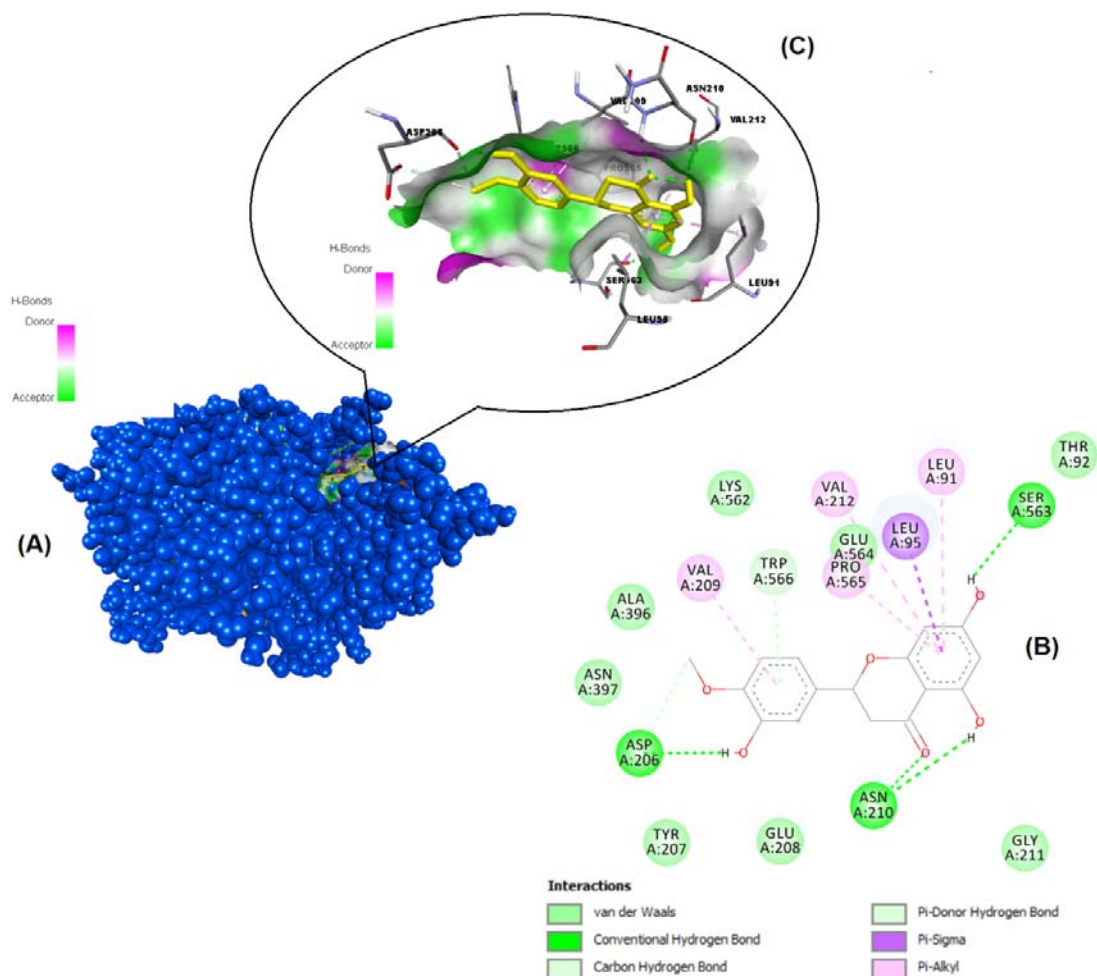 (C)
ASN210
VAL212
ASP206
PRO565
H-Bonds
Donor
SER563
LEU91
LEU95
Acceptor
H-Bonds
Donor
Acceptor
(A)
THR
A:92
LEU
A:91
LYS
A:562
VAL
A:212
SER
A:563
LEU
A:95
GLU
A:564
VAL
A:209
TRP
A:566
PRO
A:565
H
O
ALA
A:396
O
(B)
ASN
A:397
O
O
H
ASP
A:206
H
O
O
ASN
A:210
TYR
A:207
GLU
A:208
GLY
A:211
Interactions
van der Waals
Conventional Hydrogen Bond
Carbon Hydrogen Bond
Pi-Donor Hydrogen Bond
Pi-Sigma
Pi-Alkyl